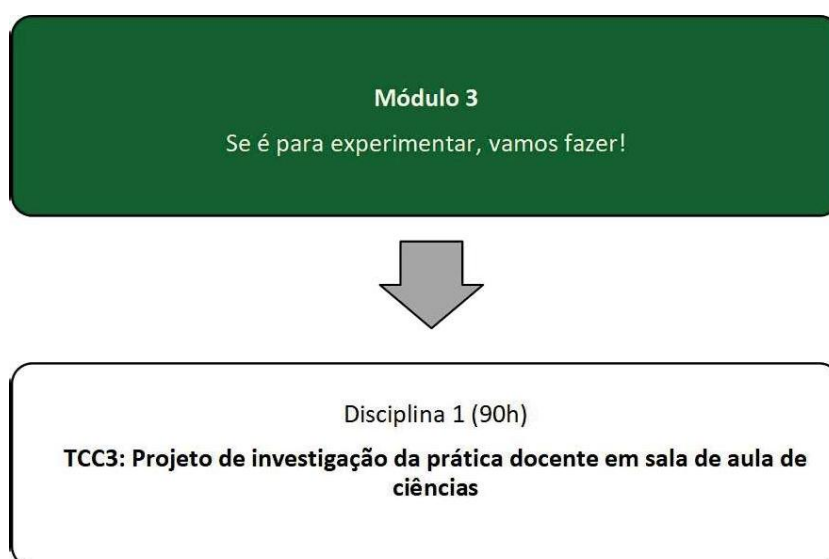 Módulo 3
Se é para experimentar, vamos fazer!
Disciplina 1 (90h)
TCC3: Projeto de investigação da prática docente em sala de aula de
ciências